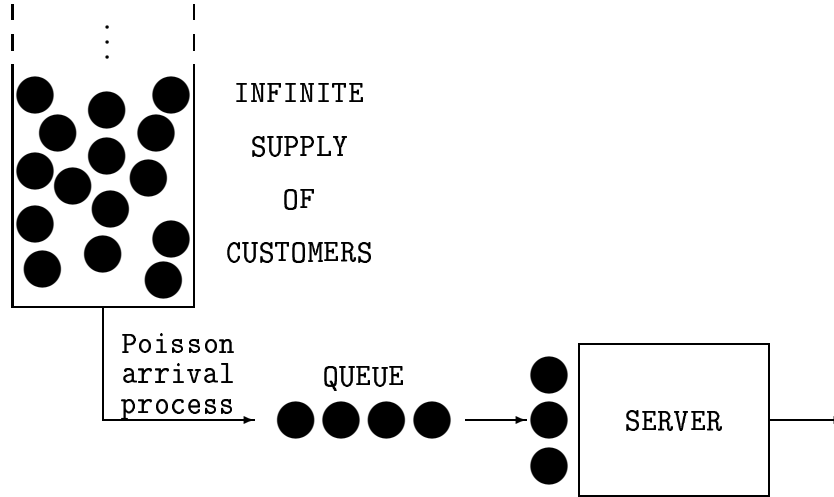 INFINITE
SUPPLY
OF
CUSTOMERS
Poisson
arrival
process
QUEUE
SERVER